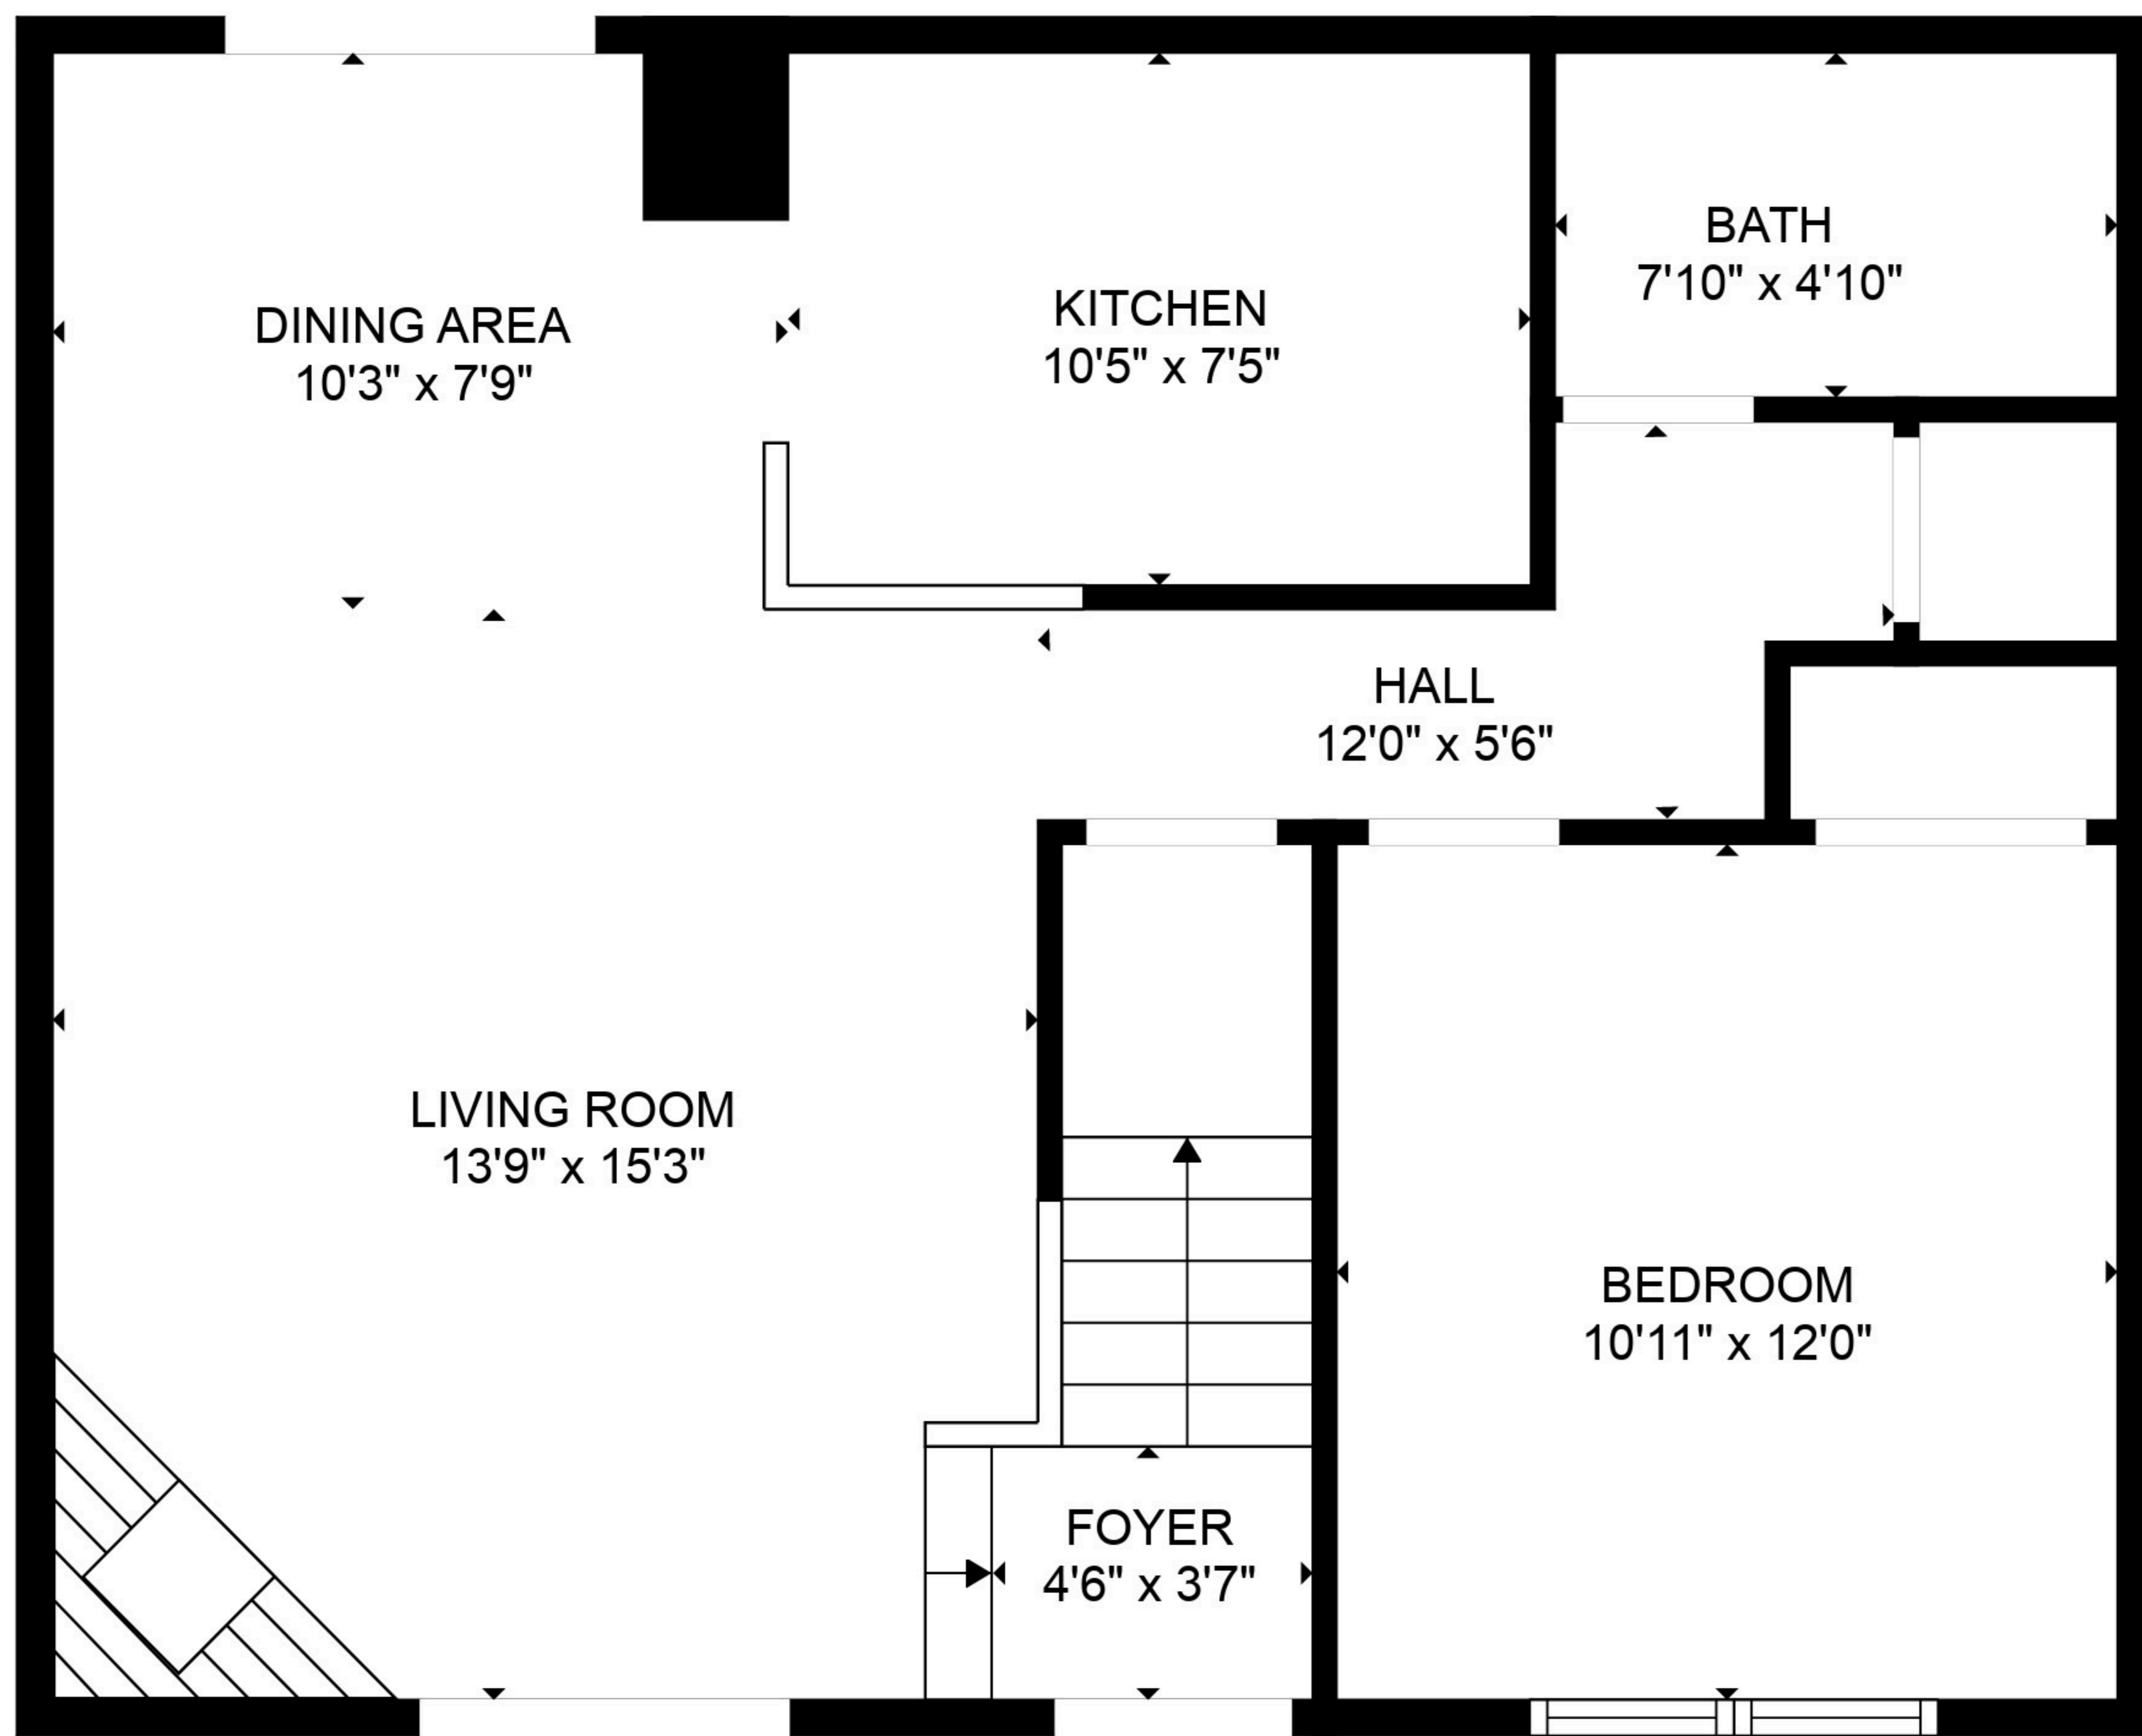 BATH
7'10" x 4'10"
KITCHEN
10'5" x 7'5"
DINING AREA
10'3" x 7'9"
HALL
12'0" x 5'6"
LIVING ROOM
13'9" x 15'3"
BEDROOM
10'11" x 12'0"
FOYER
4'6" x 3'7"